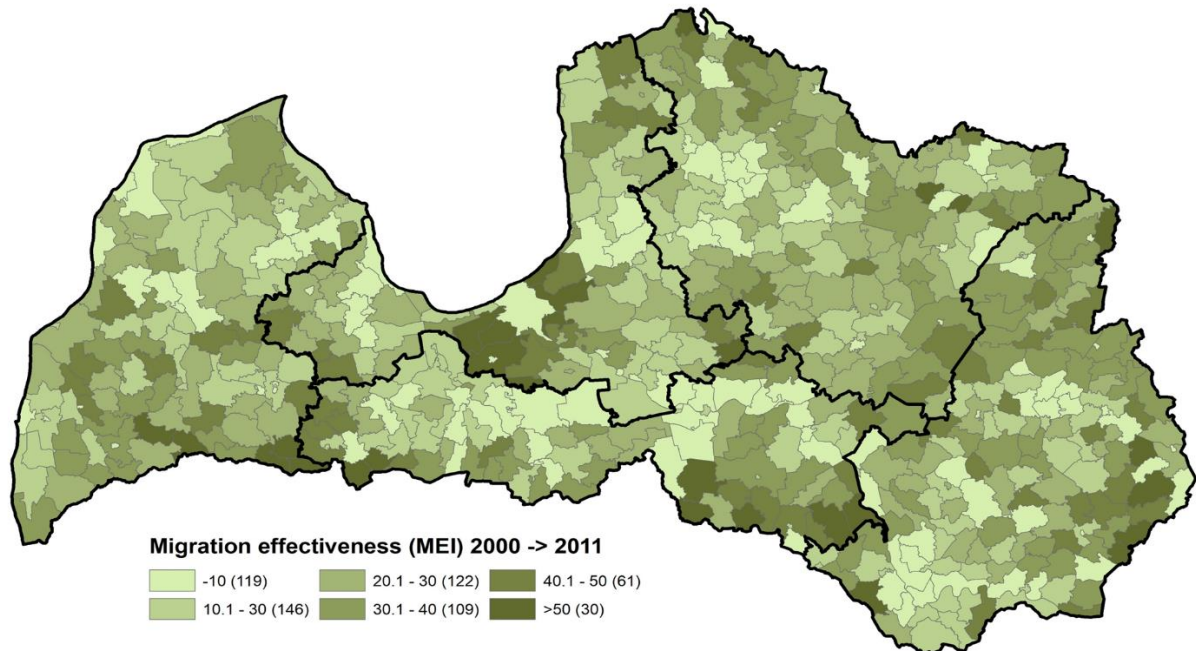 Migration effectiveness (MEI) 2000 -> 2011
-10 (119) 20.1 - 30 (122) 40.1 - 50 (61)
10.1 - 30 (146) 30.1 - 40 (109) >50 (30)